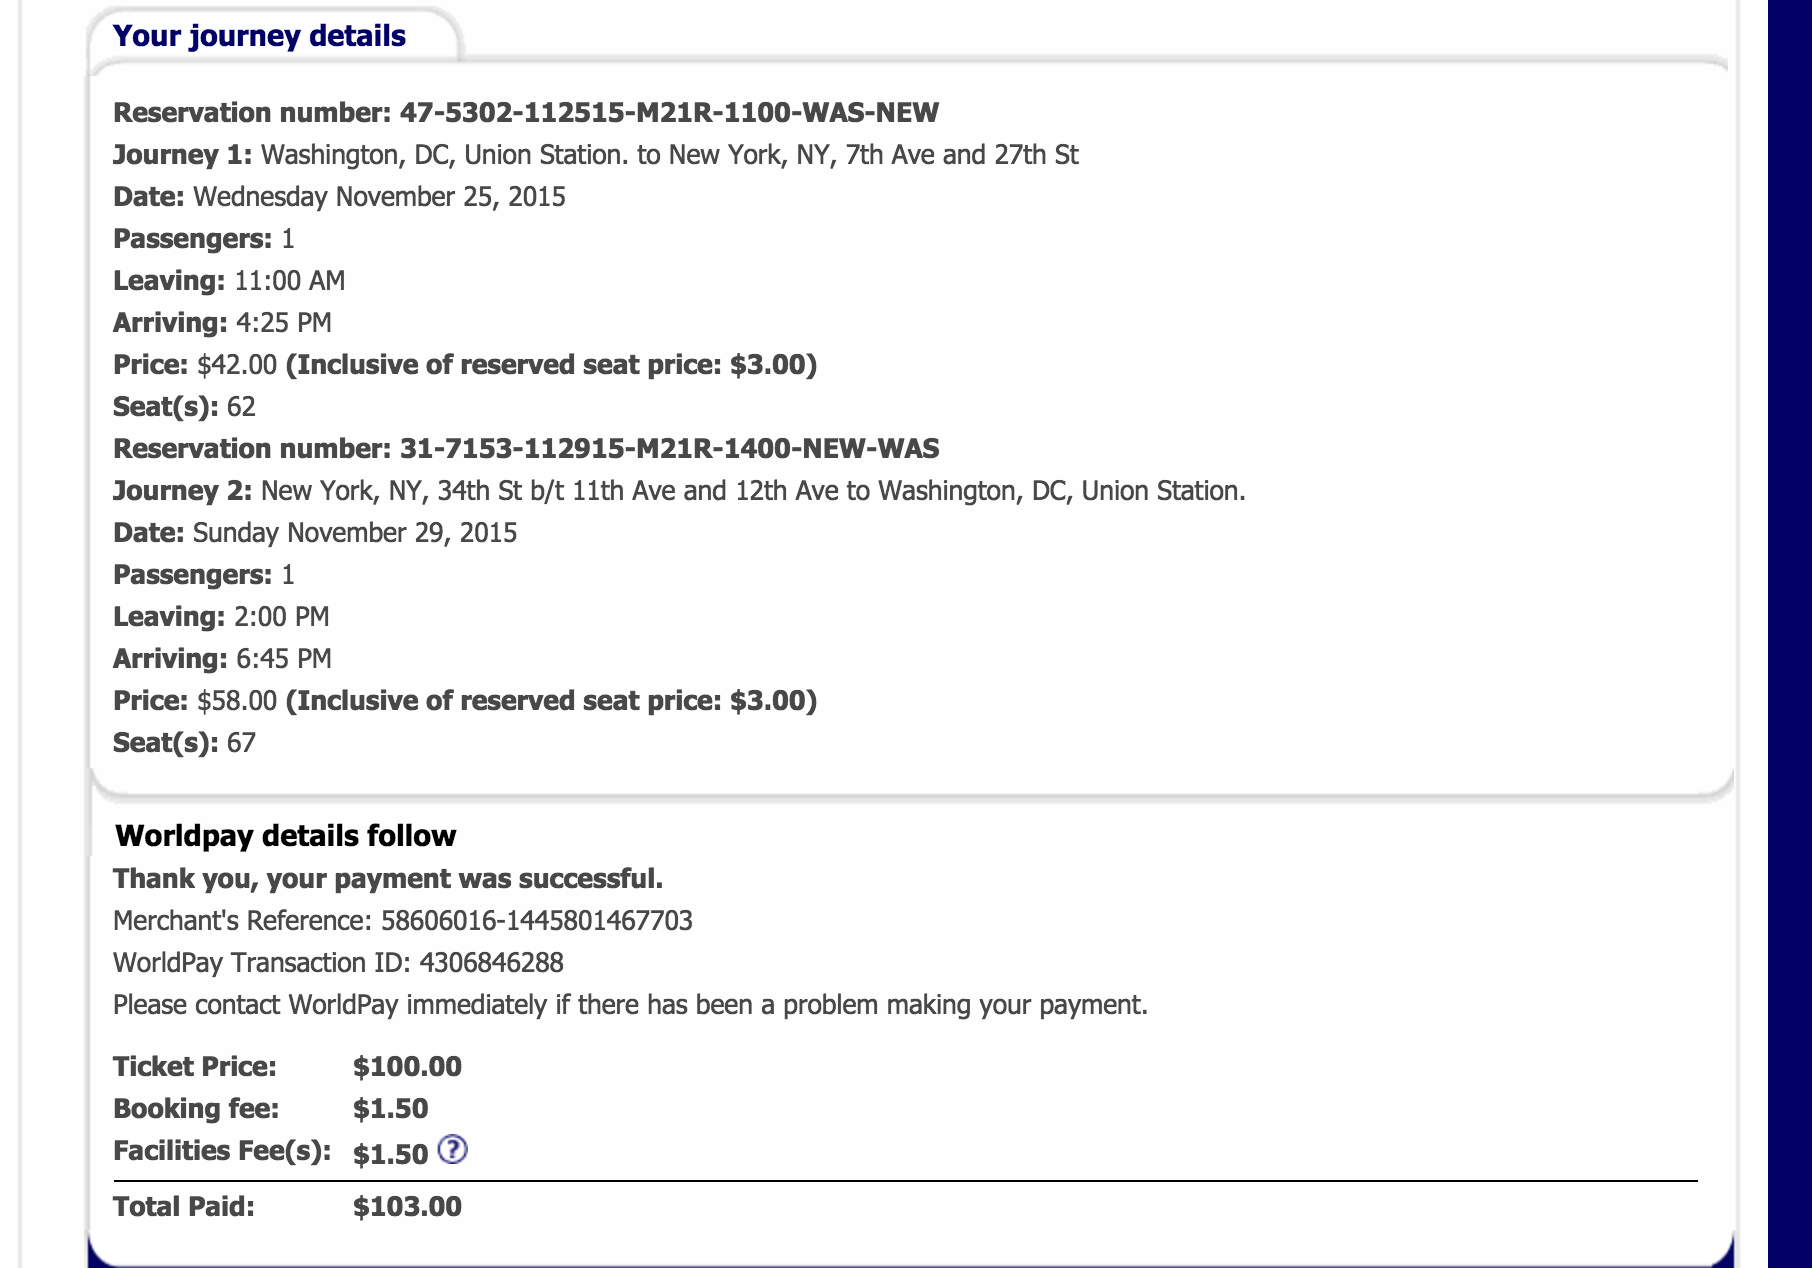 Your journey details
Reservation number: 47-5302-112515-M21R-1100-WAS-NEW
Journey 1: Washington, DC, Union Station. to New York, NY, 7th Ave and 27th St
Date: Wednesday November 25, 2015
Passengers: 1
Leaving: 11:00 AM
Arriving: 4:25 PM
Price: $42.00 (Inclusive of reserved seat price: $3.00)
Seat(s): 62
Reservation number: 31-7153-112915-M21R-1400-NEW-WAS
Journey 2: New York, NY, 34th St b/t 11th Ave and 12th Ave to Washington, DC, Union Station.
Date: Sunday November 29, 2015
Passengers: 1
Leaving: 2:00 PM
Arriving: 6:45 PM
Price: $58.00 (Inclusive of reserved seat price: $3.00)
Seat(s): 67
Worldpay details follow
Thank you, your payment was successful.
Merchant's Reference: 58606016-1445801467703
WorldPay Transaction ID: 4306846288
Please contact WorldPay immediately if there has been a problem making your payment.
Ticket Price: $100.00
Booking fee: $1.50
Facilities Fee(s): $1.50 ?
Total Paid: $103.00